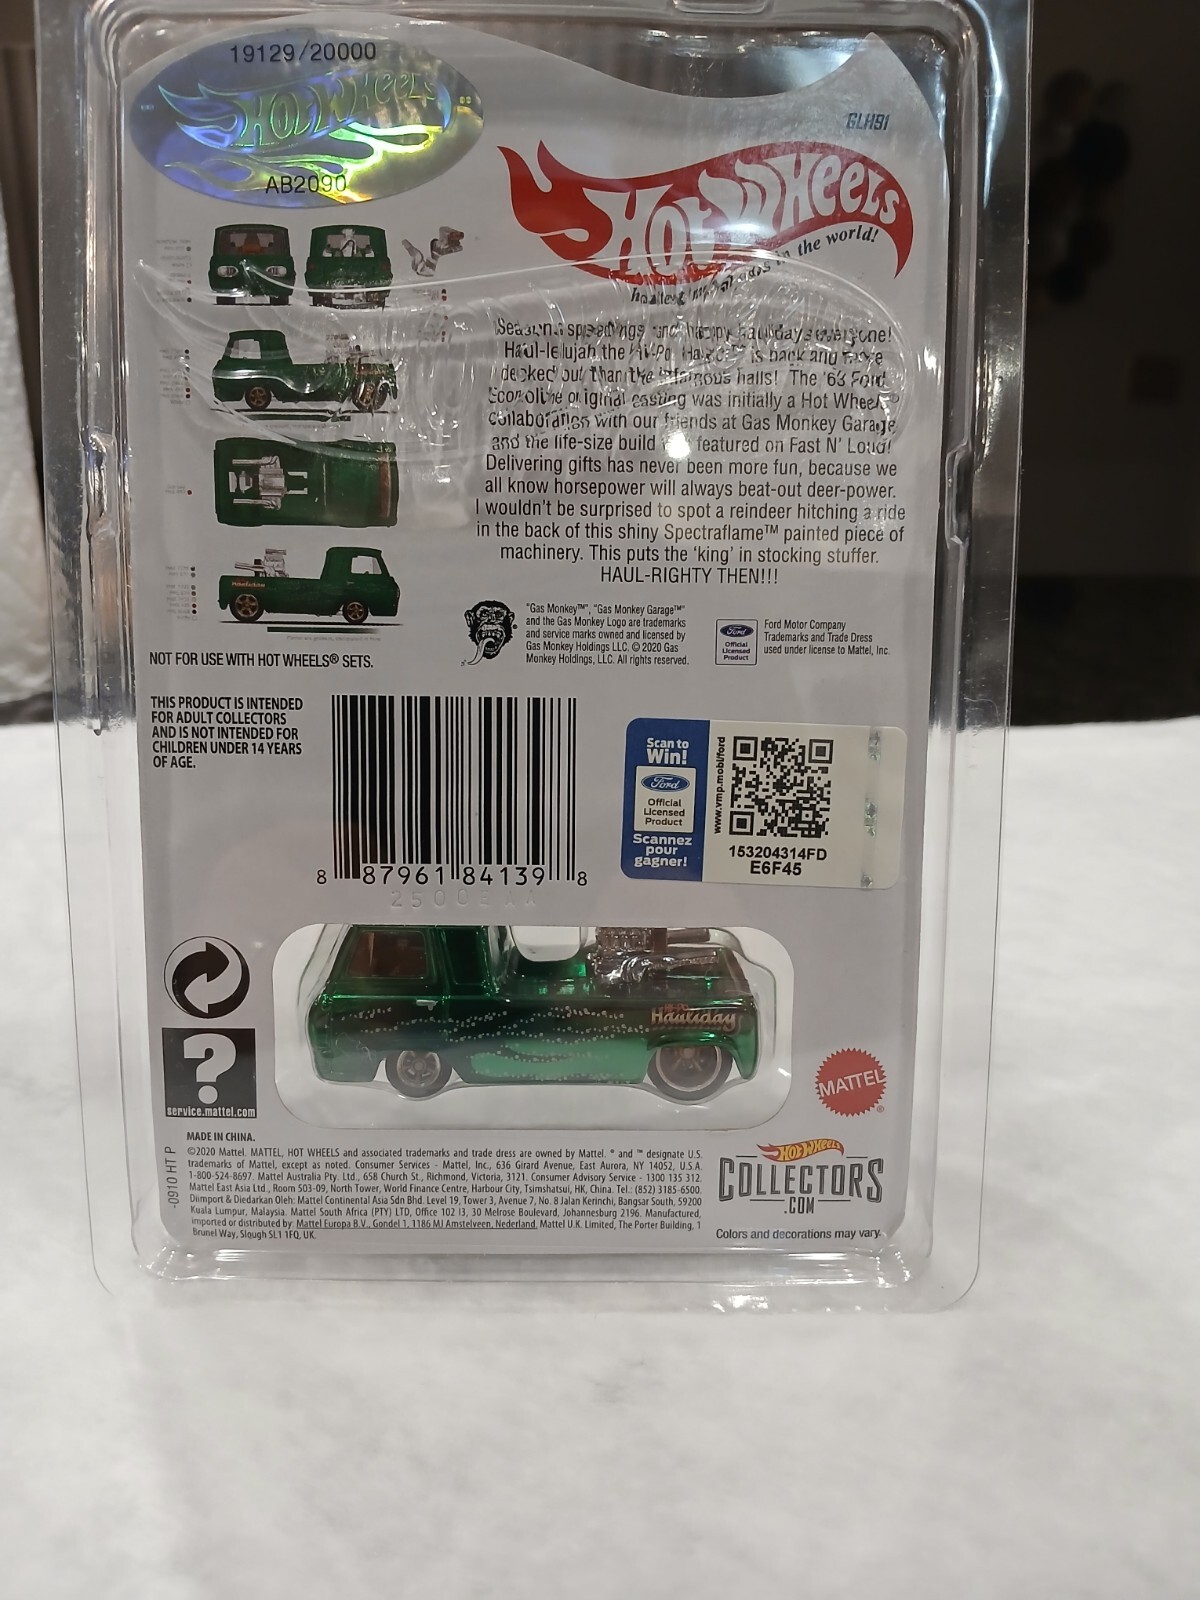 19129/20000
HOT WHEELS
AB2090
GLH91
HOT WHEELS
in the world!
Season's speedings and happy haulidays everyone!
Haul-lelujah the Hi-Po Hauler™ is back and more
decked out than the infamous halls! The '63 Ford
Econoline original casting was initially a Hot Wheels®
collaboration with our friends at Gas Monkey Garage
and the life-size build featured on Fast N' Loud!
Delivering gifts has never been more fun, because we
all know horsepower will always beat-out deer-power.
I wouldn't be surprised to spot a reindeer hitching a ride
in the back of this shiny Spectraflame™ painted piece of
machinery. This puts the 'king' in stocking stuffer.
HAUL-RIGHTY THEN!!!
"Gas Monkey™", "Gas Monkey Garage™"
and the Gas Monkey Logo are trademarks
and service marks owned and licensed by
Gas Monkey Holdings LLC. © 2020 Gas
Monkey Holdings, LLC. All rights reserved.
Ford
Official
Licensed
Product
Ford Motor Company
Trademarks and Trade Dress
used under license to Mattel, Inc.
NOT FOR USE WITH HOT WHEELS® SETS.
THIS PRODUCT IS INTENDED
FOR ADULT COLLECTORS
AND IS NOT INTENDED FOR
CHILDREN UNDER 14 YEARS
OF AGE.
8 87961 84139 8
2500
Scan to
Win!
Ford
Official
Licensed
Product
Scannez
pour
gagner!
www.vmp.mobi/ford
153204314FD
E6F45
Hauliday
?
service.mattel.com
MATTEL®
-0910 HT P
MADE IN CHINA.
©2020 Mattel. MATTEL, HOT WHEELS and associated trademarks and trade dress are owned by Mattel. ® and ™ designate U.S.
trademarks of Mattel, except as noted. Consumer Services - Mattel, Inc., 636 Girard Avenue, East Aurora, NY 14052, U.S.A.
1-800-524-8697. Mattel Australia Pty. Ltd., 658 Church St., Richmond, Victoria, 3121. Consumer Advisory Service - 1300 135 312.
Mattel East Asia Ltd., Room 503-09, North Tower, World Finance Centre, Harbour City, Tsimshatsui, HK, China. Tel.: (852) 3185-6500.
Diimport & Diedarkan Oleh: Mattel Continental Asia Sdn Bhd. Level 19, Tower 3, Avenue 7, No. 8 Jalan Kerinchi, Bangsar South, 59200
Kuala Lumpur, Malaysia. Mattel South Africa (PTY) LTD, Office 102 I3, 30 Melrose Boulevard, Johannesburg 2196. Manufactured,
imported or distributed by: Mattel Europa B.V., Gondel 1, 1186 MJ Amstelveen, Nederland. Mattel U.K. Limited, The Porter Building, 1
Brunel Way, Slough SL1 1FQ, UK.
HOT WHEELS
COLLECTORS
.COM
Colors and decorations may vary.